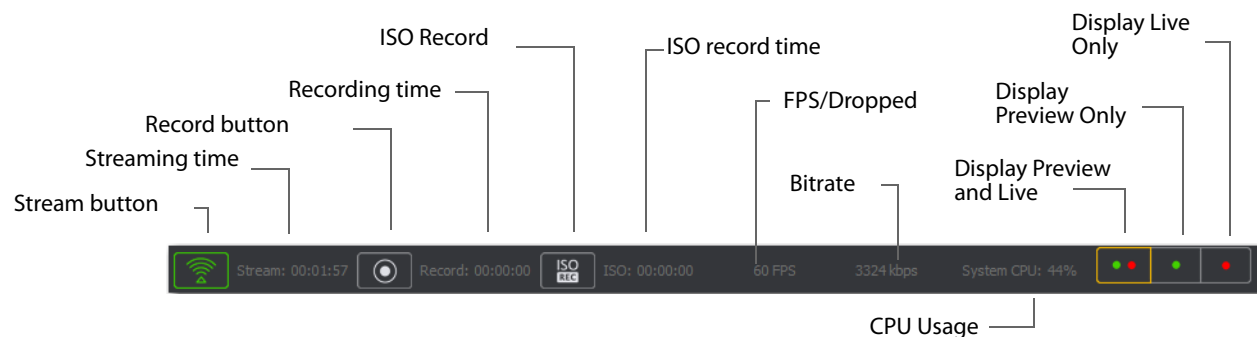 Display Live
Only
ISO Record
ISO record time
Display
Preview Only
Recording time
FPS/Dropped
Record button
Streaming time
Bitrate
Display Preview
and Live
Stream button
Stream: 00:01:57
Record: 00:00:00
ISO
REC
ISO: 00:00:00
60 FPS
3324 kbps
System CPU: 44%
CPU Usage